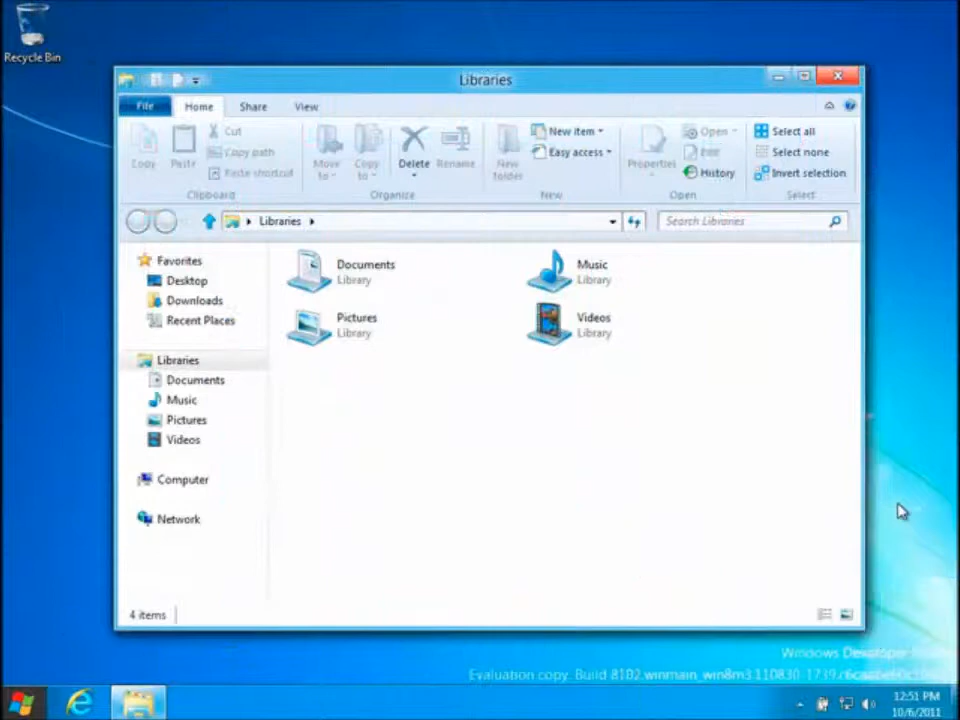 Recycle Bin
Libraries
File Home Share View
Copy
Paste
Cut
Copy path
Paste shortcut
Clipboard
Move to
Copy to
Delete
Rename
Organize
New folder
New item
Easy access
New
Properties
Open
Edit
History
Open
Select all
Select none
Invert selection
Select
Libraries
Search Libraries
Favorites
Desktop
Downloads
Recent Places
Libraries
Documents
Music
Pictures
Videos
Computer
Network
Documents
Library
Music
Library
Pictures
Library
Videos
Library
4 items
Windows Developer
Evaluation copy. Build 8102.winmain_win8m3.110830-1739
12:51 PM
10/6/2011